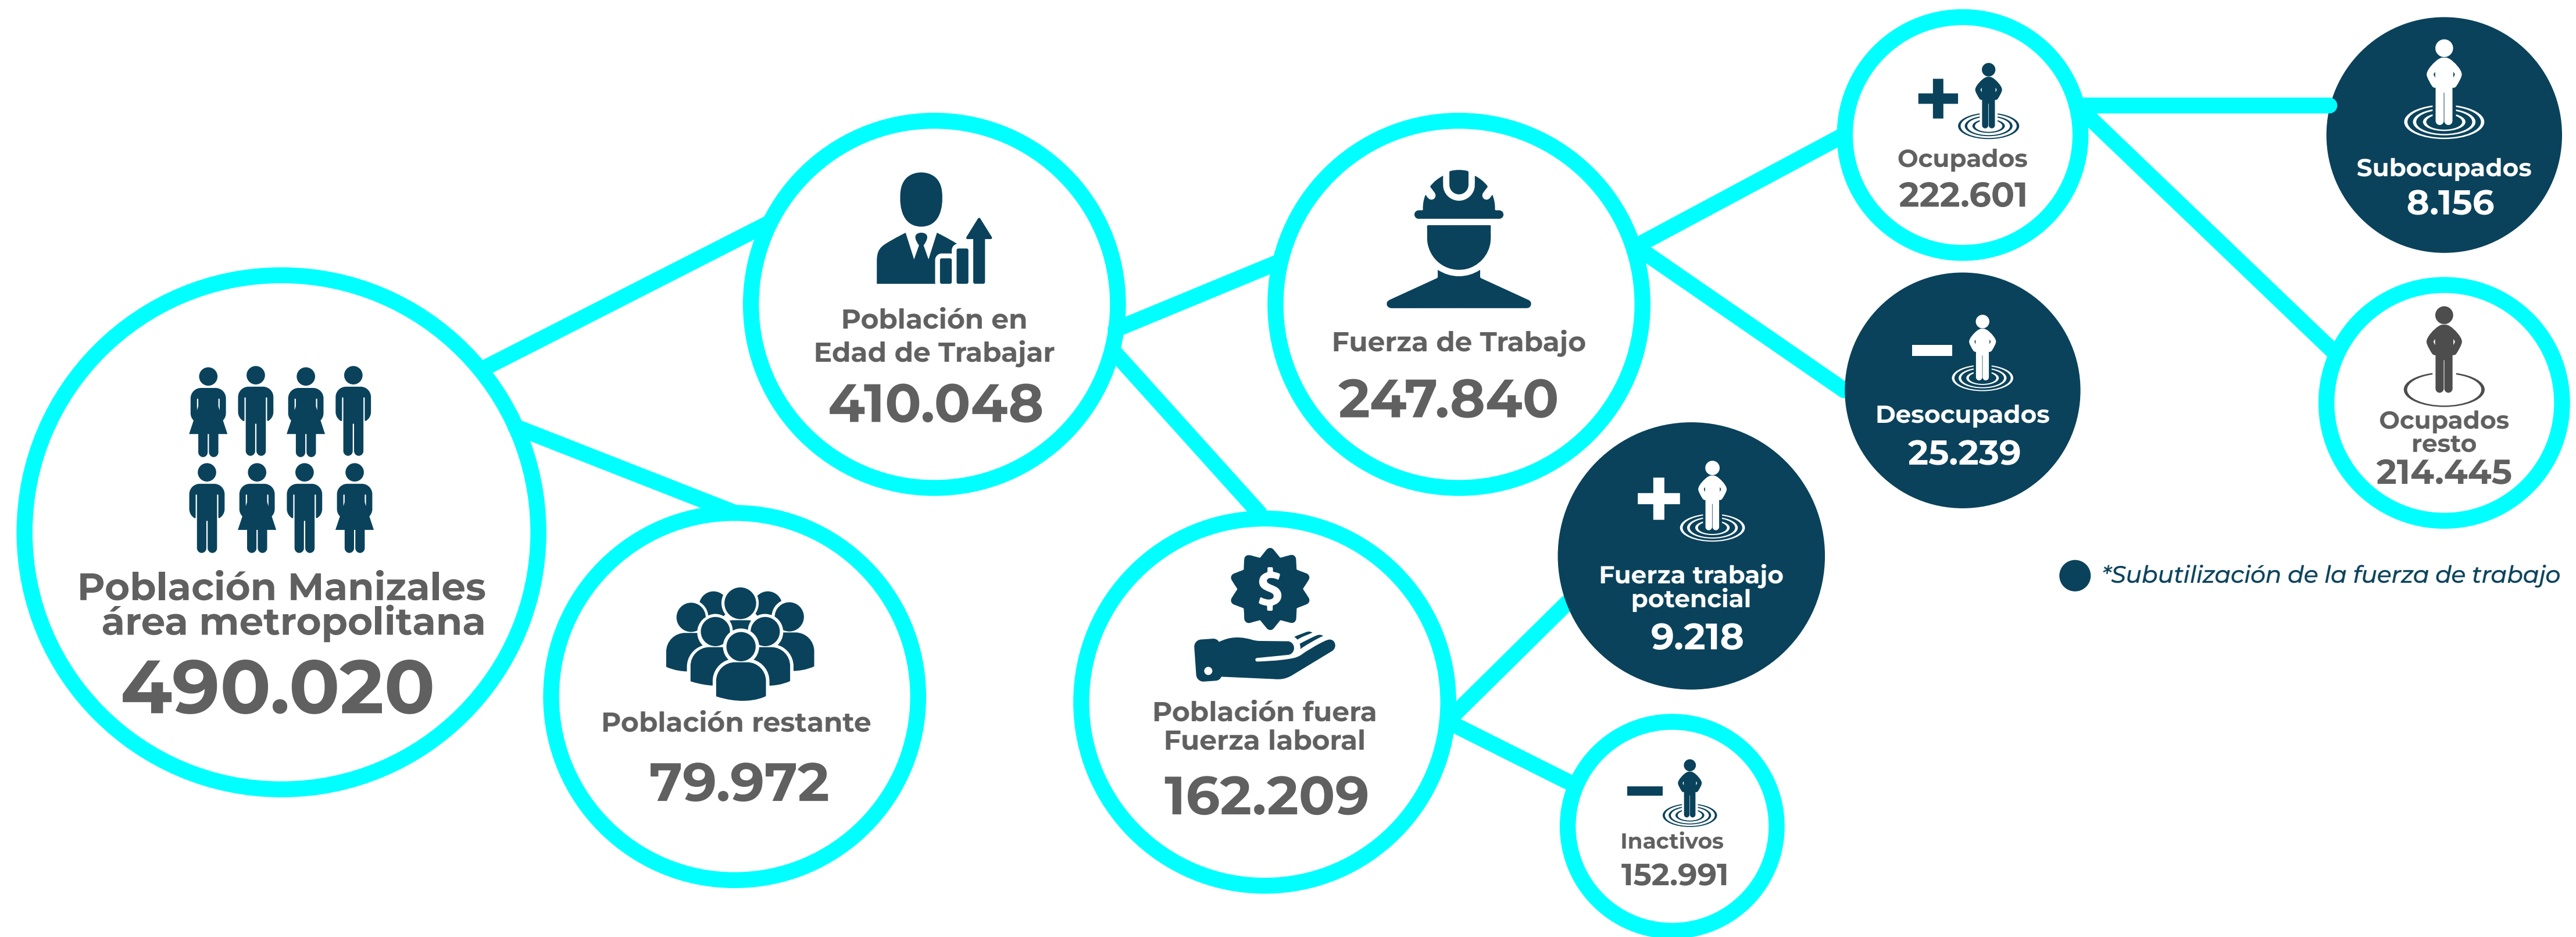 Población Manizales
área metropolitana
490.020
Población en
Edad de Trabajar
410.048
Población restante
79.972
Fuerza de Trabajo
247.840
$
Población fuera
Fuerza laboral
162.209
Ocupados
222.601
Desocupados
25.239
Fuerza trabajo
potencial
9.218
Inactivos
152.991
Subocupados
8.156
Ocupados
resto
214.445
*Subutilización de la fuerza de trabajo